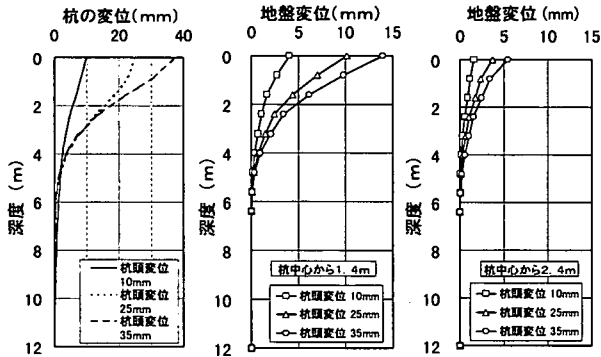 杭の変位(mm)
0 20 40
0
2
4
6
8
10
12
深度 (m)
杭頭変位
10mm
杭頭変位
25mm
杭頭変位
35mm
地盤変位(mm)
0 5 10 15
0
2
4
6
8
10
12
深度 (m)
杭中心から1.4m
杭頭変位 10mm
杭頭変位 25mm
杭頭変位 35mm
地盤変位(mm)
0 5 10 15
0
2
4
6
8
10
12
深度 (m)
杭中心から2.4m
杭頭変位 10mm
杭頭変位 25mm
杭頭変位 35mm